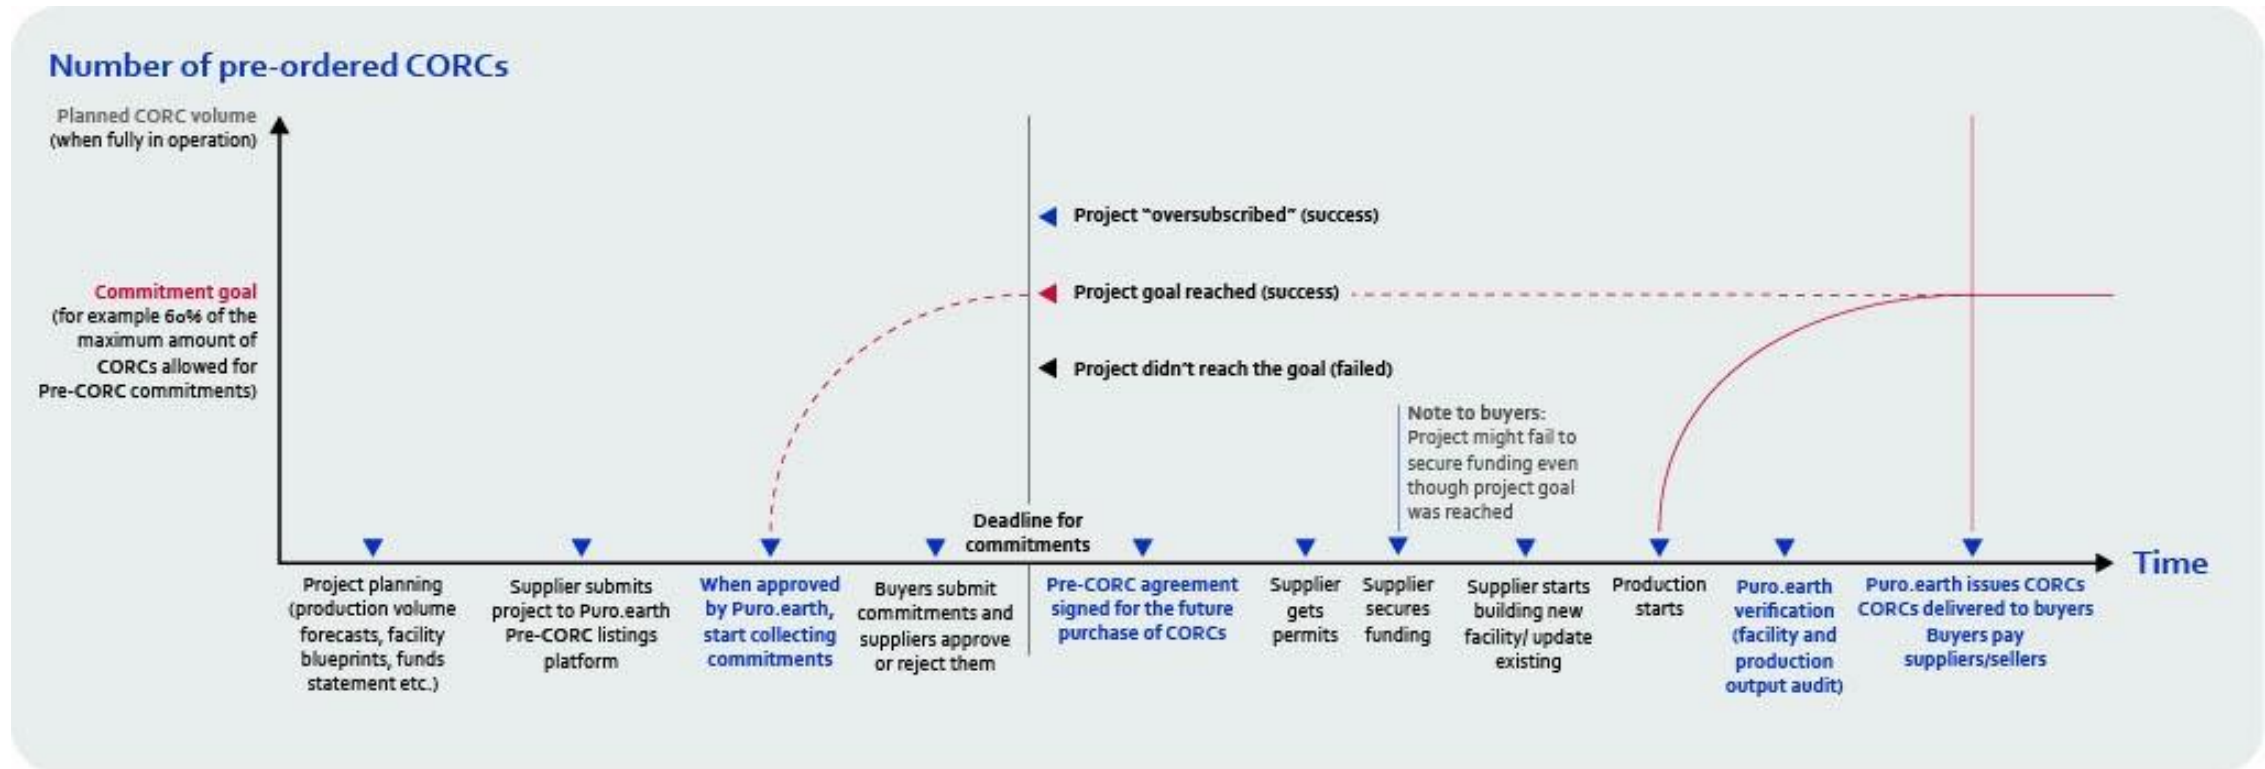 Number of pre-ordered CORCs
Planned CORC volume
(when fully in operation)
Project “oversubscribed” (success)
Commitment goal
(for example 60% of the
maximum amount of
CORCs allowed for
Pre-CORC commitments)
Project goal reached (success)
Project didn't reach the goal (failed)
Note to buyers:
Project might fail to
secure funding even
though project goal
was reached
Deadline for
commitments
Time
Project planning
(production volume
forecasts, facility
blueprints, funds
statement etc.)
Supplier submits
project to Puro.earth
Pre-CORC listings
platform
When approved
by Puro.earth,
start collecting
commitments
Buyers submit
commitments and
suppliers approve
or reject them
Pre-CORC agreement
signed for the future
purchase of CORCs
Supplier
gets
permits
Supplier
secures
funding
Supplier starts
building new
facility/ update
existing
Production
starts
Puro.earth
verification
(facility and
production
output audit)
Puro.earth issues CORCs
CORCs delivered to buyers
Buyers pay
suppliers/sellers